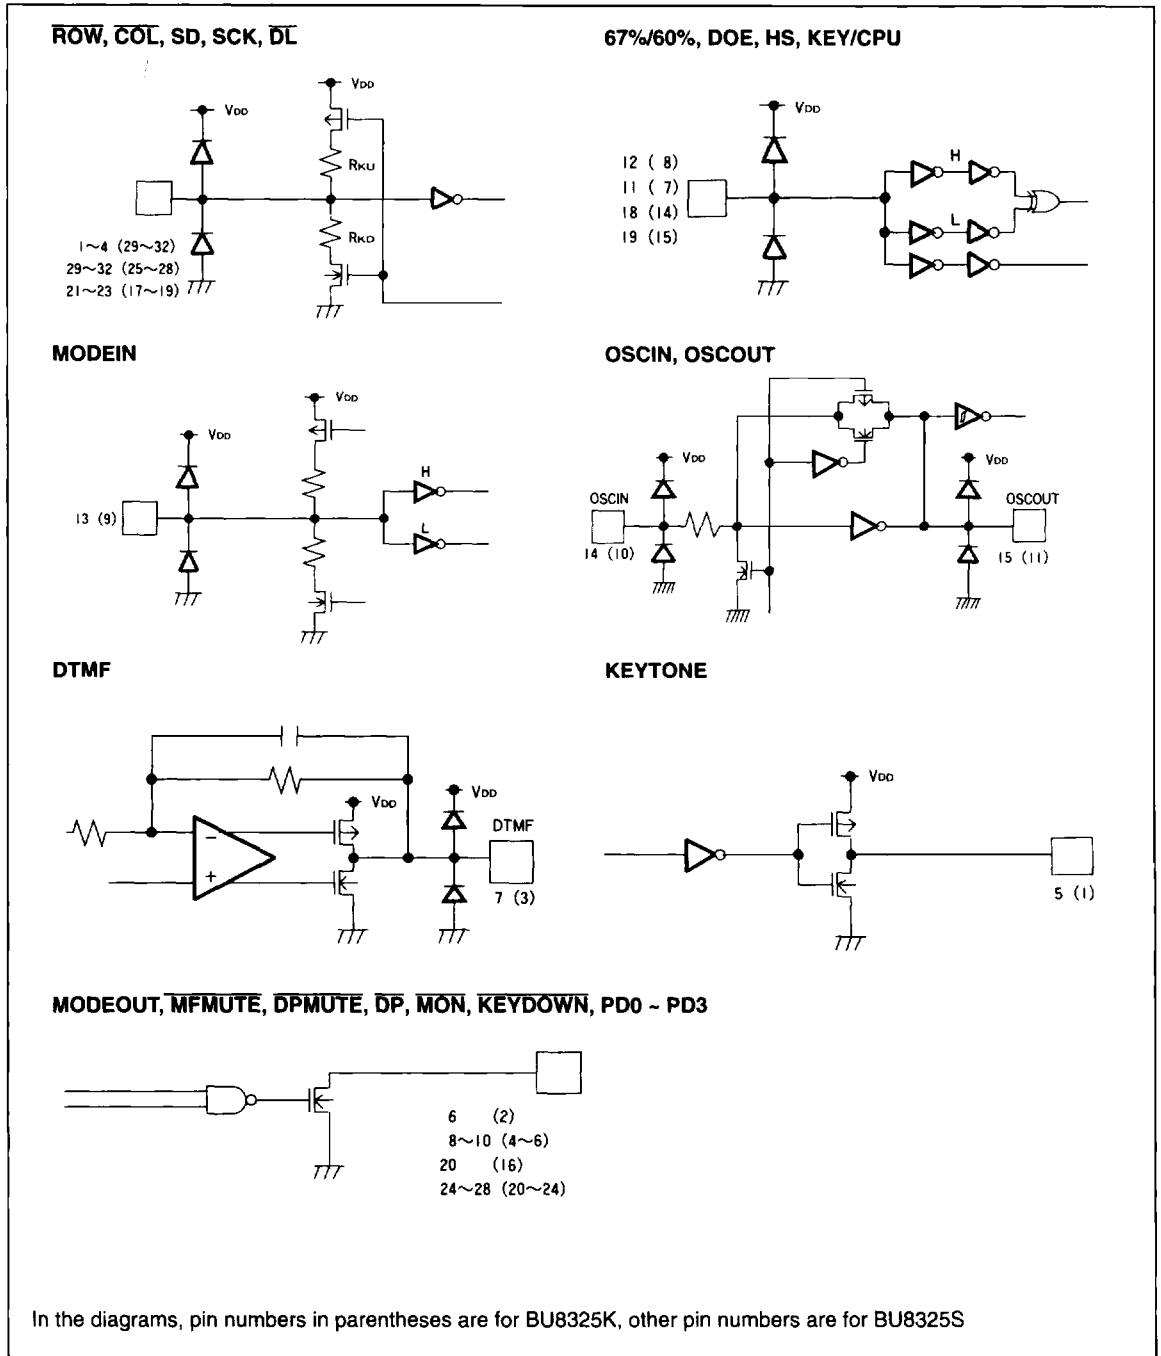 ROW, COL, SD, SCK, DL
VDD
VDD
RKU
RKD
1~4 (29~32)
29~32 (25~28)
21~23 (17~19)
67%/60%, DOE, HS, KEY/CPU
VDD
12 ( 8)
11 ( 7)
18 (14)
19 (15)
H
L
MODEIN
VDD
VDD
13 (9)
H
L
OSCIN, OSCOUT
VDD
VDD
OSCIN
14 (10)
OSCOUT
15 (11)
DTMF
VDD
VDD
DTMF
7 (3)
−
+
KEYTONE
VDD
5 (1)
MODEOUT, MFMUTE, DPMUTE, DP, MON, KEYDOWN, PD0 ~ PD3
6 (2)
8~10 (4~6)
20 (16)
24~28 (20~24)
In the diagrams, pin numbers in parentheses are for BU8325K, other pin numbers are for BU8325S